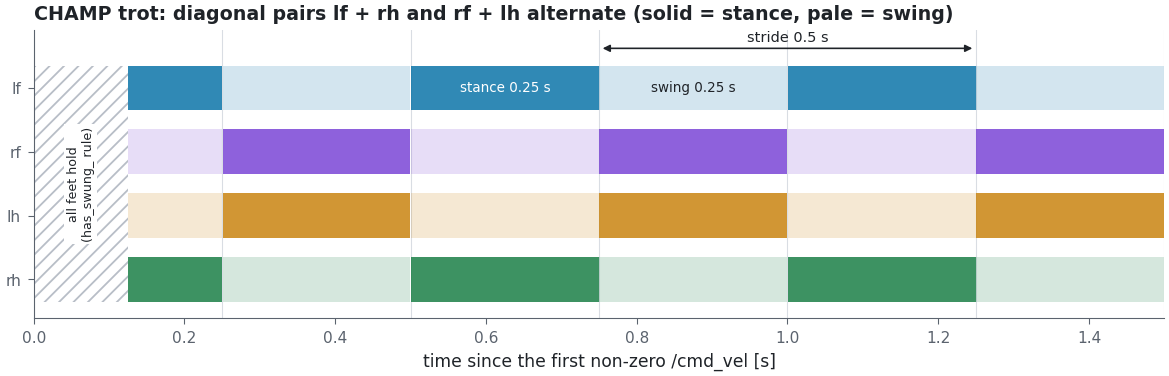 CHAMP trot: diagonal pairs lf + rh and rf + lh alternate (solid = stance, pale = swing)
stride 0.5 s
lf
stance 0.25 s
swing 0.25 s
rf
all feet hold
(has_swung_ rule)
lh
rh
0.0
0.2
0.4
0.6
0.8
1.0
1.2
1.4
time since the first non-zero /cmd_vel [s]